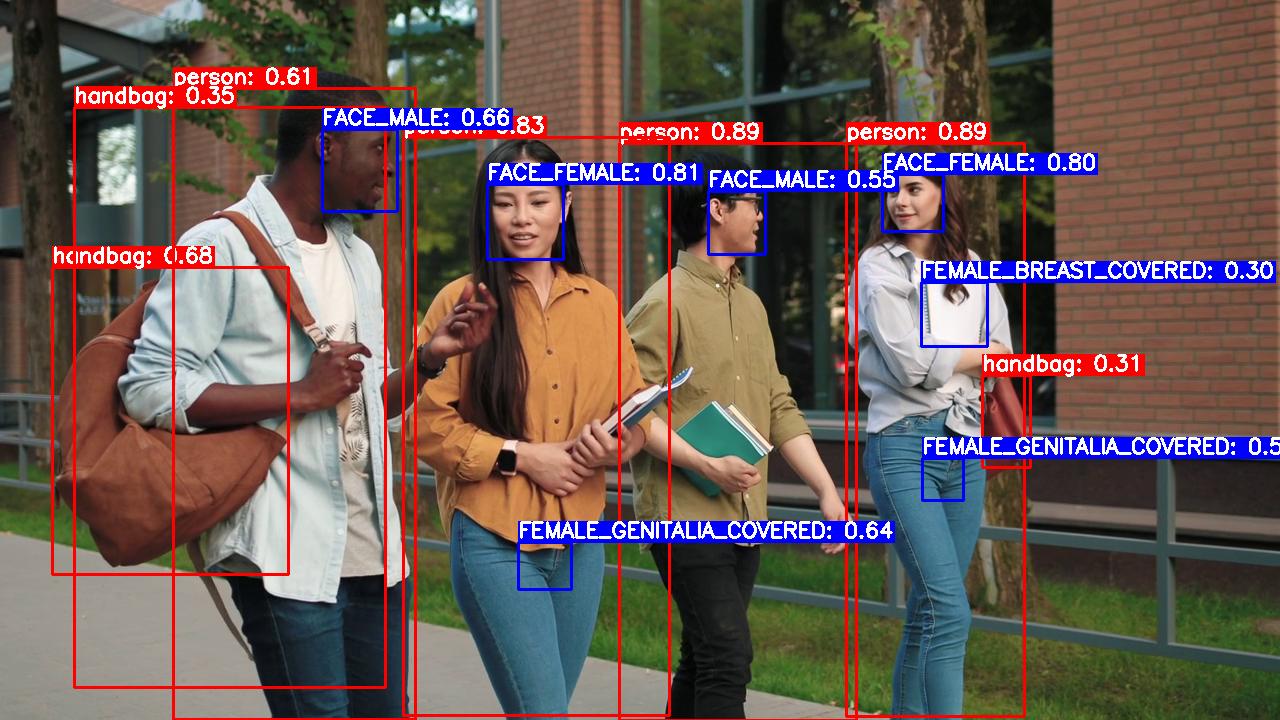 person: 0.61
handbag: 0.35
FACE_MALE: 0.66
person: 0.83
person: 0.89
person: 0.89
FACE_FEMALE: 0.81
FACE_MALE: 0.55
FACE_FEMALE: 0.80
handbag: 0.68
FEMALE_BREAST_COVERED: 0.30
handbag: 0.31
FEMALE_GENITALIA_COVERED: 0.5
FEMALE_GENITALIA_COVERED: 0.64